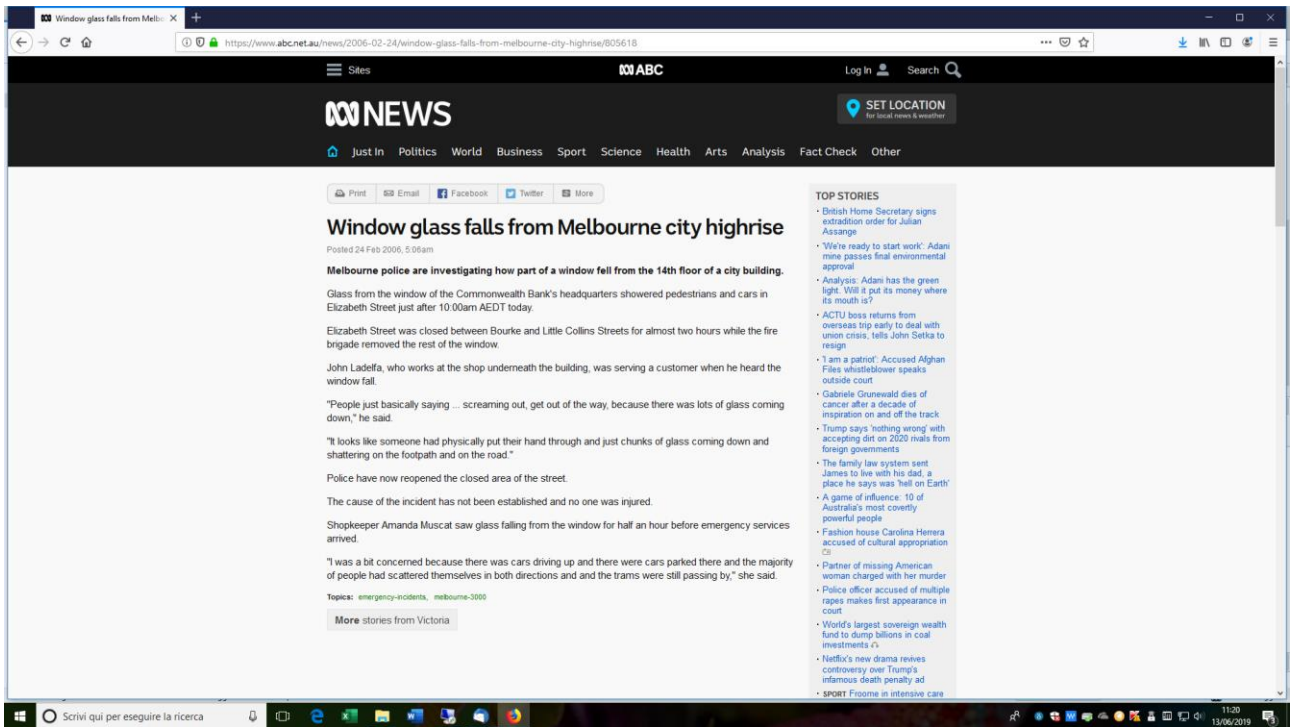 Window glass falls from Melbo
https://www.abc.net.au/news/2006-02-24/window-glass-falls-from-melbourne-city-highrise/805618
Sites
ABC
Log In
Search
NEWS
SET LOCATION
for local news & weather
Just In Politics World Business Sport Science Health Arts Analysis Fact Check Other
Print Email Facebook Twitter More
Window glass falls from Melbourne city highrise
Posted 24 Feb 2006, 5:06am
Melbourne police are investigating how part of a window fell from the 14th floor of a city building.
Glass from the window of the Commonwealth Bank's headquarters showered pedestrians and cars in
Elizabeth Street just after 10:00am AEDT today.
Elizabeth Street was closed between Bourke and Little Collins Streets for almost two hours while the fire
brigade removed the rest of the window.
John Ladelfa, who works at the shop underneath the building, was serving a customer when he heard the
window fall.
"People just basically saying ... screaming out, get out of the way, because there was lots of glass coming
down," he said.
"It looks like someone had physically put their hand through and just chunks of glass coming down and
shattering on the footpath and on the road."
Police have now reopened the closed area of the street.
The cause of the incident has not been established and no one was injured.
Shopkeeper Amanda Muscat saw glass falling from the window for half an hour before emergency services
arrived.
"I was a bit concerned because there was cars driving up and there were cars parked there and the majority
of people had scattered themselves in both directions and and the trams were still passing by," she said.
Topics: emergency-incidents, melbourne-3000
More stories from Victoria
TOP STORIES
British Home Secretary signs
extradition order for Julian
Assange
'We're ready to start work': Adani
mine passes final environmental
approval
Analysis: Adani has the green
light. Will it put its money where
its mouth is?
ACTU boss returns from
overseas trip early to deal with
union crisis, tells John Setka to
resign
'I am a patriot': Accused Afghan
Files whistleblower speaks
outside court
Gabriele Grunewald dies of
cancer after a decade of
inspiration on and off the track
Trump says 'nothing wrong' with
accepting dirt on 2020 rivals from
foreign governments
The family law system sent
James to live with his dad, a
place he says was 'hell on Earth'
A game of influence: 10 of
Australia's most covertly
powerful people
Fashion house Carolina Herrera
accused of cultural appropriation
Partner of missing American
woman charged with her murder
Police officer accused of multiple
rapes makes first appearance in
court
World's largest sovereign wealth
fund to dump billions in coal
investments
Netflix's new drama revives
controversy over Trump's
infamous death penalty ad
SPORT Froome in intensive care
Scrivi qui per eseguire la ricerca
11:20
13/06/2019